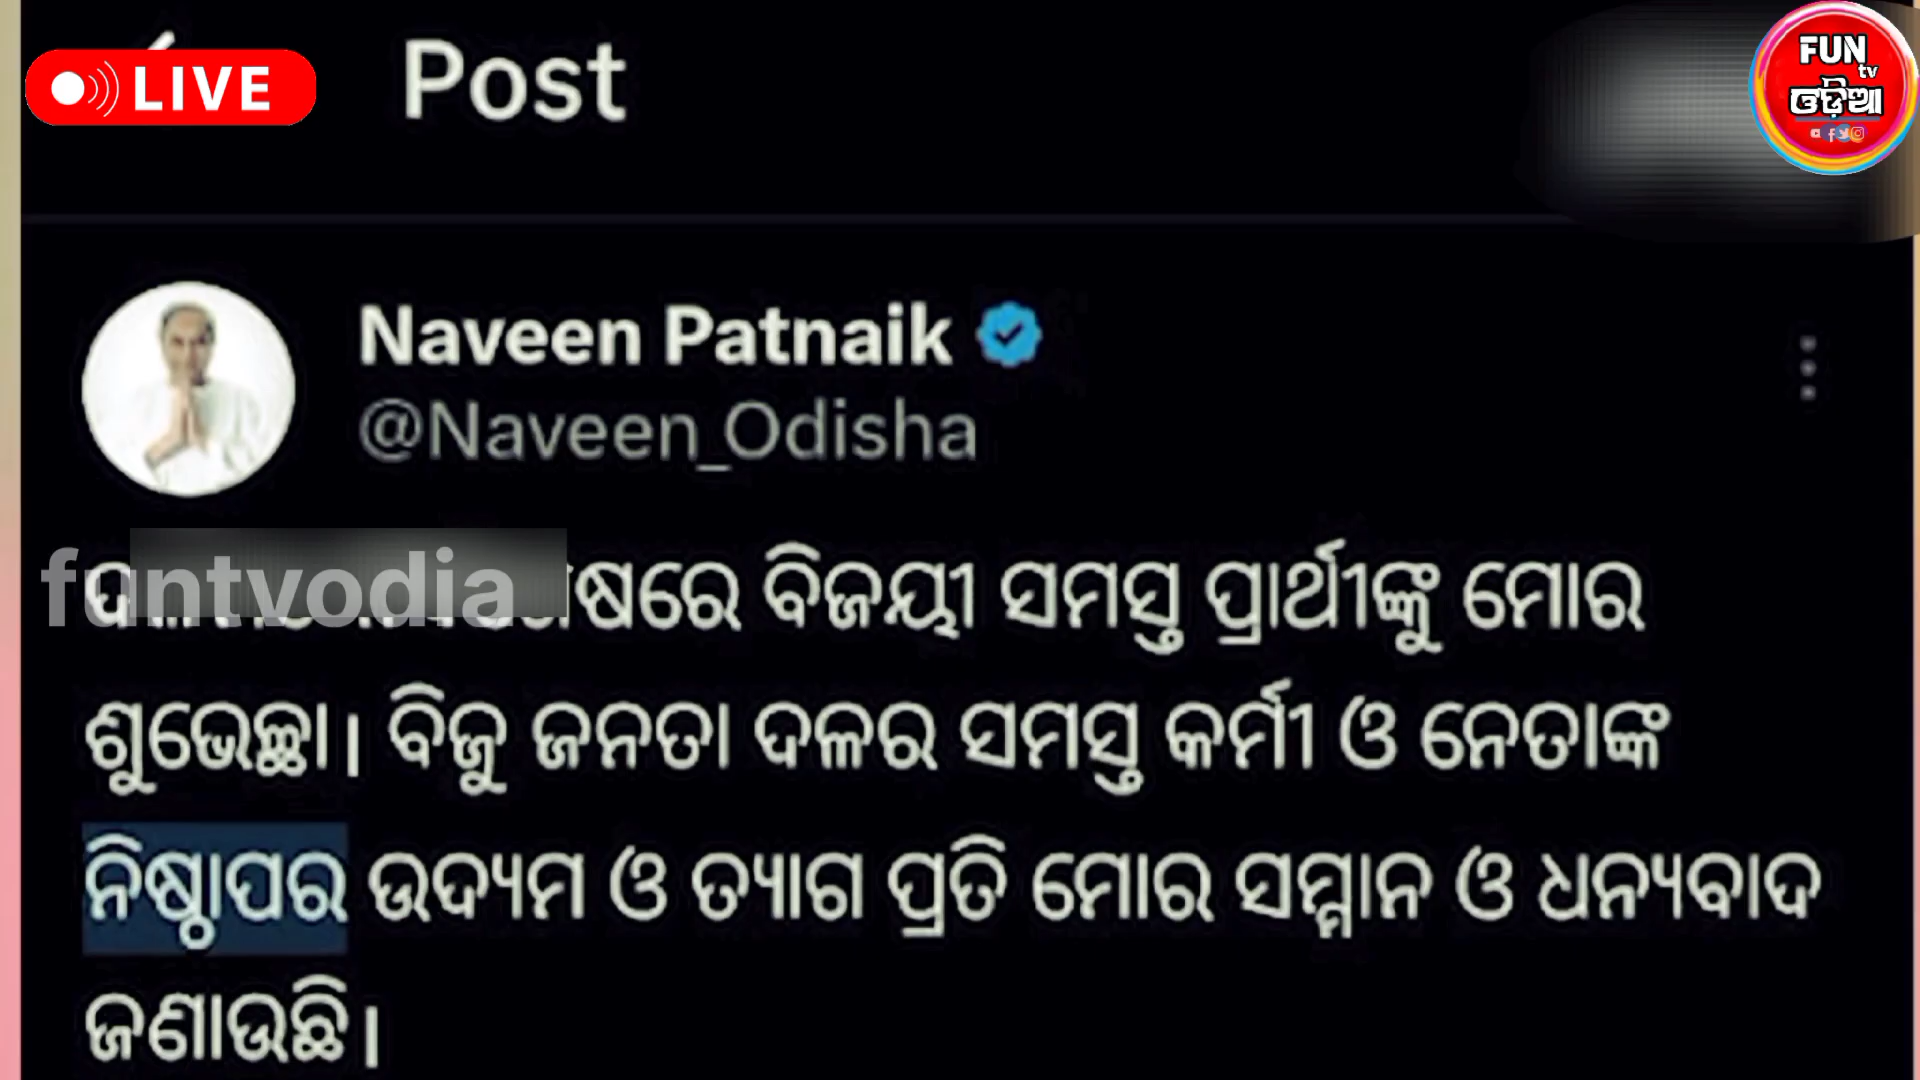 LIVE
Post
FUN
tv
ଓଡ଼ିଆ
Naveen Patnaik
@Naveen_Odisha
funtvodia
ବିଜୟୀ ସମସ୍ତ ପ୍ରାର୍ଥୀଙ୍କୁ ମୋର
ଶୁଭେଚ୍ଛା। ବିଜୁ ଜନତା ଦଳର ସମସ୍ତ କର୍ମୀ ଓ ନେତାଙ୍କ
ନିଷ୍ଠାପର ଉଦ୍ୟମ ଓ ତ୍ୟାଗ ପ୍ରତି ମୋର ସମ୍ମାନ ଓ ଧନ୍ୟବାଦ
ଜଣାଉଛି।